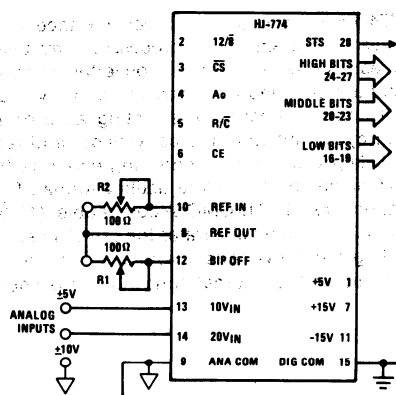 HI-774
2 12/8̅ STS 28
3 C̅S̅ HIGH BITS 24-27
4 Ao MIDDLE BITS 20-23
5 R/C̅
6 CE LOW BITS 16-19
R2
100Ω
10 REF IN
8 REF OUT
100Ω
12 BIP OFF
R1
+5V 1
±5V
13 10VIN +15V 7
ANALOG INPUTS
14 20VIN -15V 11
±10V
9 ANA COM DIG COM 15